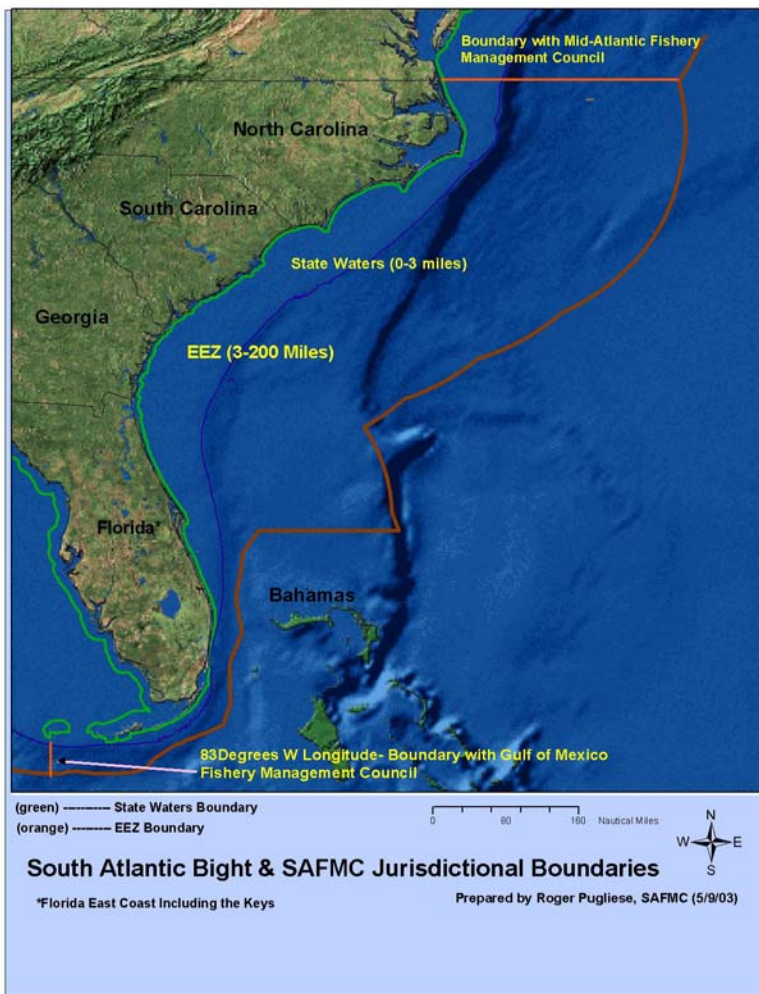 Boundary with Mid-Atlantic Fishery
Management Council
North Carolina
South Carolina
State Waters (0-3 miles)
Georgia
EEZ (3-200 Miles)
Florida*
Bahamas
83Degrees W Longitude- Boundary with Gulf of Mexico
Fishery Management Council
(green) ---------- State Waters Boundary
(orange) -------- EEZ Boundary
0 80 160 Nautical Miles
N
W E
S
South Atlantic Bight & SAFMC Jurisdictional Boundaries
*Florida East Coast Including the Keys
Prepared by Roger Pugliese, SAFMC (5/9/03)